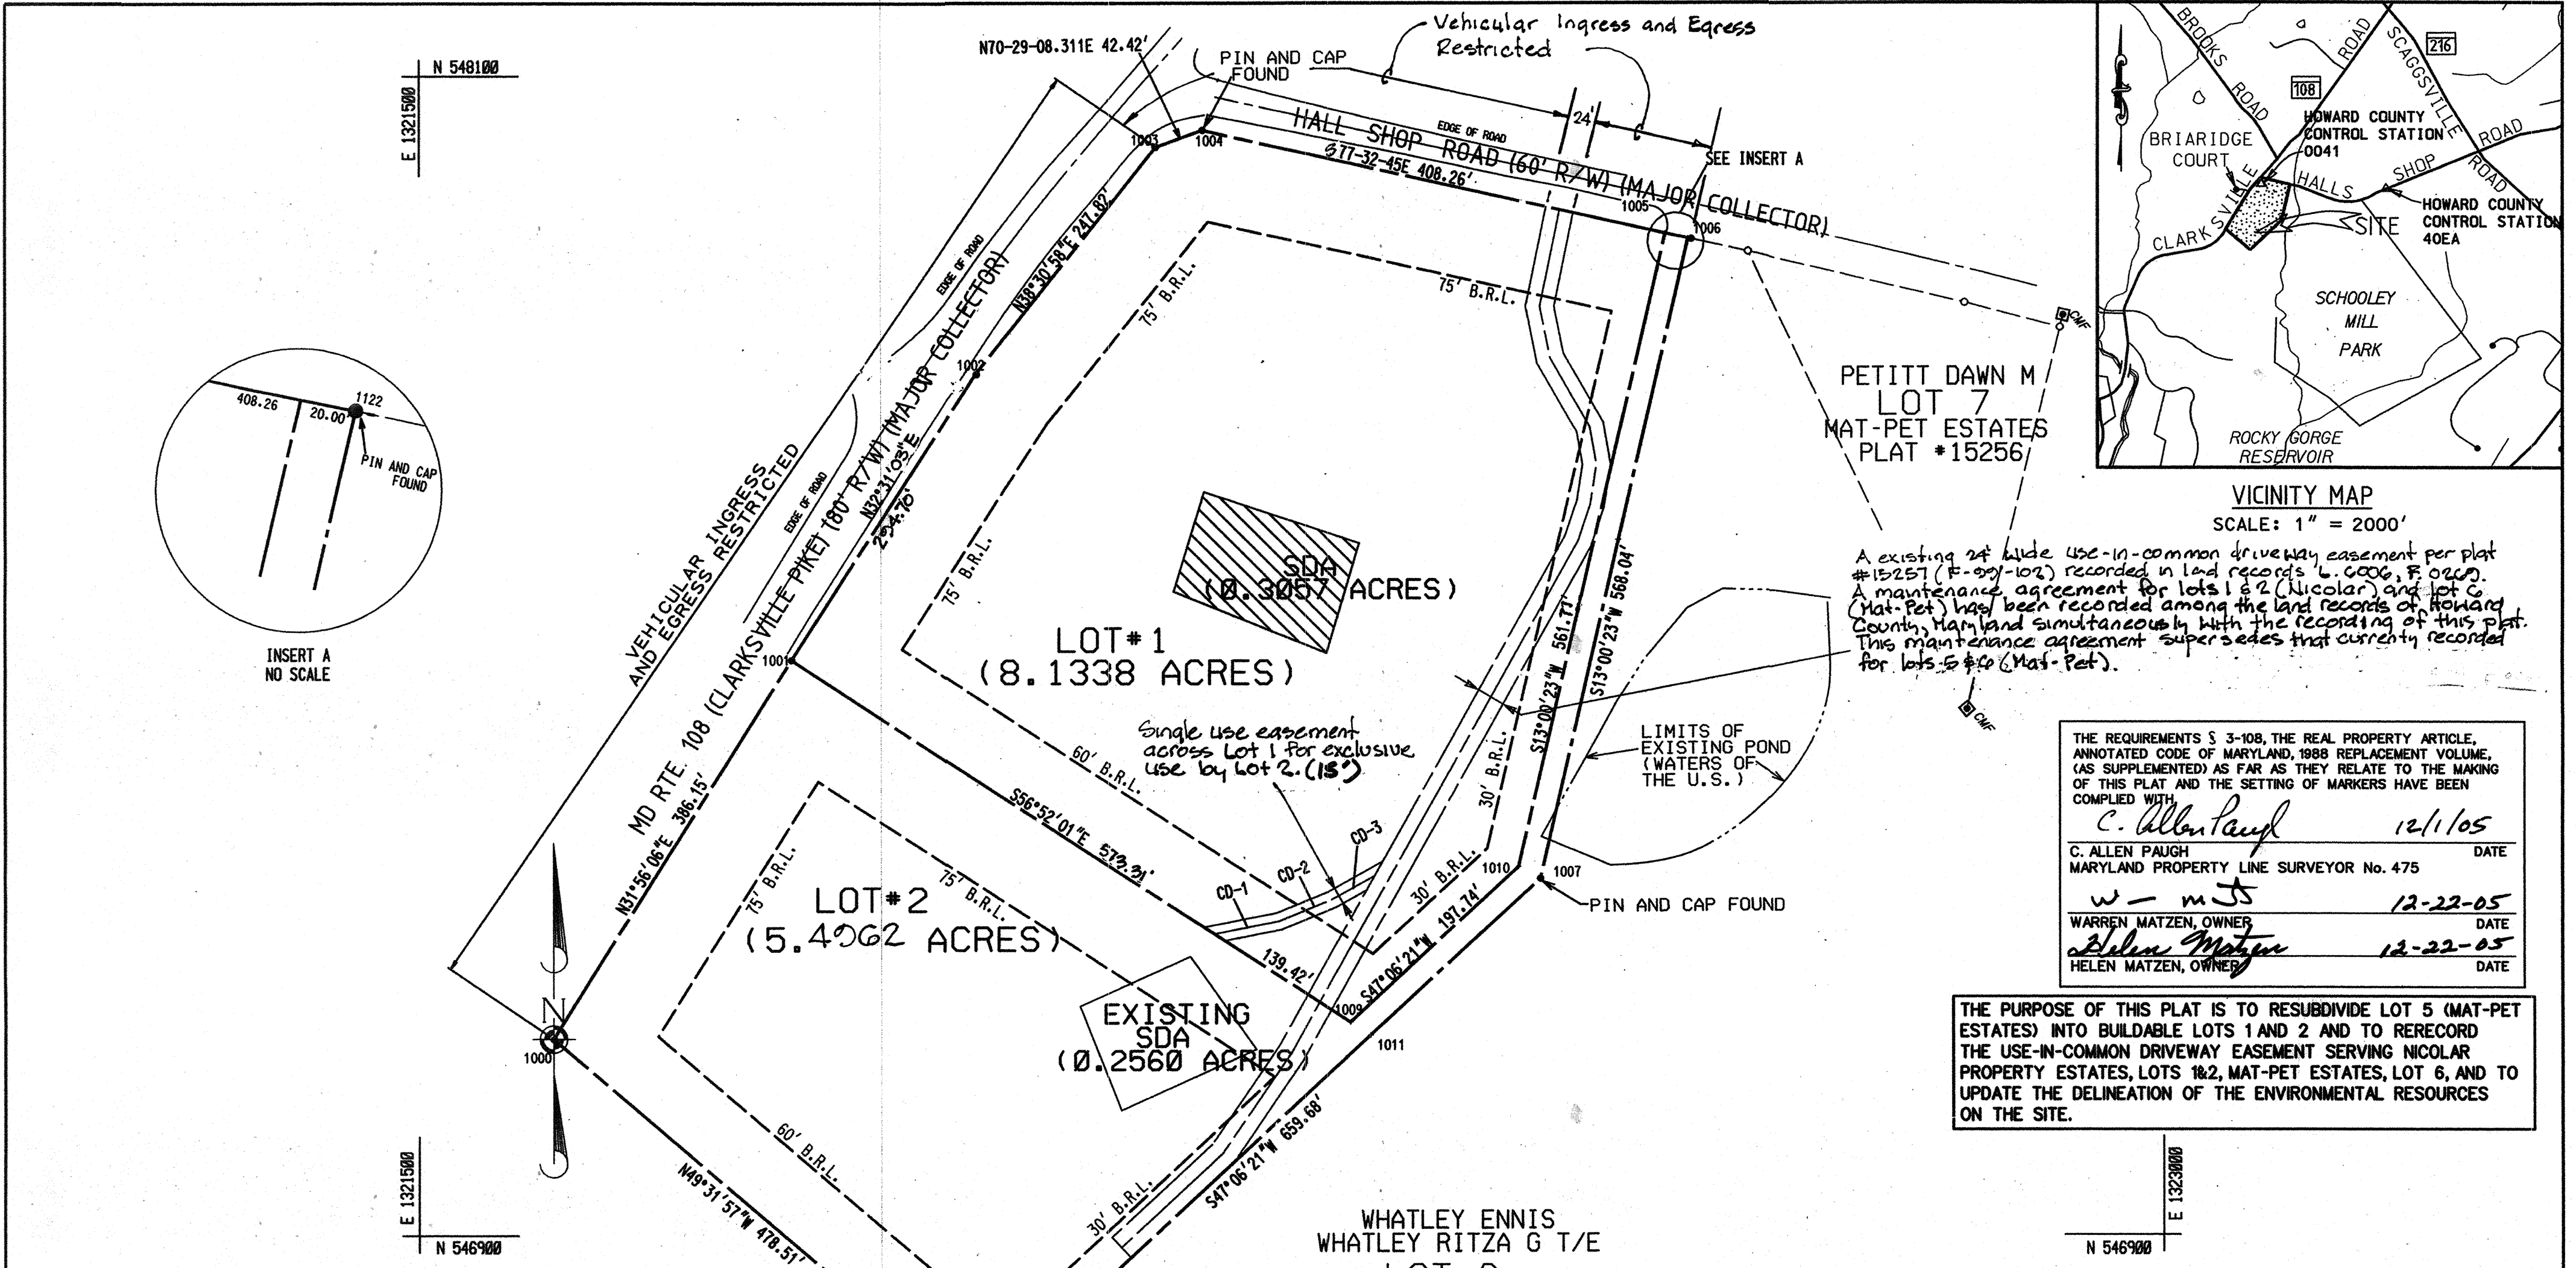 N 548100
E 1321500
N70-29-08.311E 42.42'
PIN AND CAP
FOUND
Vehicular Ingress and Egress
Restricted
24'
HALL SHOP ROAD (60' R/W) (MAJOR COLLECTOR)
EDGE OF ROAD
S77-32-45E 408.26'
SEE INSERT A
1003
1004
1005
1006
BROOKS
ROAD
ROAD
SCAGGSVILLE
ROAD
216
108
HOWARD COUNTY
CONTROL STATION
0041
BRIARIDGE
COURT
CLARKSVILLE
HALLS
SHOP
ROAD
HOWARD COUNTY
CONTROL STATION
40EA
SITE
SCHOOLEY
MILL
PARK
ROCKY GORGE
RESERVOIR
VICINITY MAP
SCALE: 1" = 2000'
408.26
20.00'
1122
PIN AND CAP
FOUND
INSERT A
NO SCALE
VEHICULAR INGRESS
AND EGRESS RESTRICTED
MD RTE. 108 (CLARKSVILLE PIKE) (80' R/W) (MAJOR COLLECTOR)
EDGE OF ROAD
EDGE OF ROAD
N38°30'58"E 247.82'
1002
N32°31'03"E
294.70'
1001
N31°56'06"E 386.15'
75' B.R.L.
75' B.R.L.
75' B.R.L.
CMF
PETITT DAWN M
LOT 7
MAT-PET ESTATES
PLAT #15256
SDA
(0.3057 ACRES)
LOT# 1
(8.1338 ACRES)
S13°00'23"W 561.77'
S13°00'23"W 568.04'
A existing 24' wide use-in-common driveway easement per plat
#15257 (F-99-102) recorded in land records L. 6006, F. 0269.
A maintenance agreement for lots 1 & 2 (Nicolar) and lot 6
(Mat-Pet) has been recorded among the land records of Howard
County, Maryland simultaneously with the recording of this plat.
This maintenance agreement supersedes that currenty recorded
for lots 5 & 6 (Mat-Pet).
CMF
Single use easement
across Lot 1 for exclusive
use by Lot 2. (15')
60' B.R.L.
30' B.R.L.
LIMITS OF
EXISTING POND
(WATERS OF
THE U.S.)
S56°52'01"E 573.31'
CD-1
CD-2
CD-3
30' B.R.L.
1010
1007
PIN AND CAP FOUND
S47°06'21"W 197.74'
139.42'
1009
1011
LOT#2
(5.4962 ACRES)
75' B.R.L.
75' B.R.L.
EXISTING
SDA
(0.2560 ACRES)
N
1000
60' B.R.L.
30' B.R.L.
N49°31'57"W 478.51'
S47°06'21"W 659.68'
THE REQUIREMENTS § 3-108, THE REAL PROPERTY ARTICLE,
ANNOTATED CODE OF MARYLAND, 1988 REPLACEMENT VOLUME,
(AS SUPPLEMENTED) AS FAR AS THEY RELATE TO THE MAKING
OF THIS PLAT AND THE SETTING OF MARKERS HAVE BEEN
COMPLIED WITH.
C. Allen Paugh 12/1/05
C. ALLEN PAUGH DATE
MARYLAND PROPERTY LINE SURVEYOR No. 475
12-22-05
WARREN MATZEN, OWNER DATE
Helen Matzen 12-22-05
HELEN MATZEN, OWNER DATE
THE PURPOSE OF THIS PLAT IS TO RESUBDIVIDE LOT 5 (MAT-PET
ESTATES) INTO BUILDABLE LOTS 1 AND 2 AND TO RERECORD
THE USE-IN-COMMON DRIVEWAY EASEMENT SERVING NICOLAR
PROPERTY ESTATES, LOTS 1&2, MAT-PET ESTATES, LOT 6, AND TO
UPDATE THE DELINEATION OF THE ENVIRONMENTAL RESOURCES
ON THE SITE.
E 1321500
N 546900
WHATLEY ENNIS
WHATLEY RITZA G T/E
E 1323000
N 546900